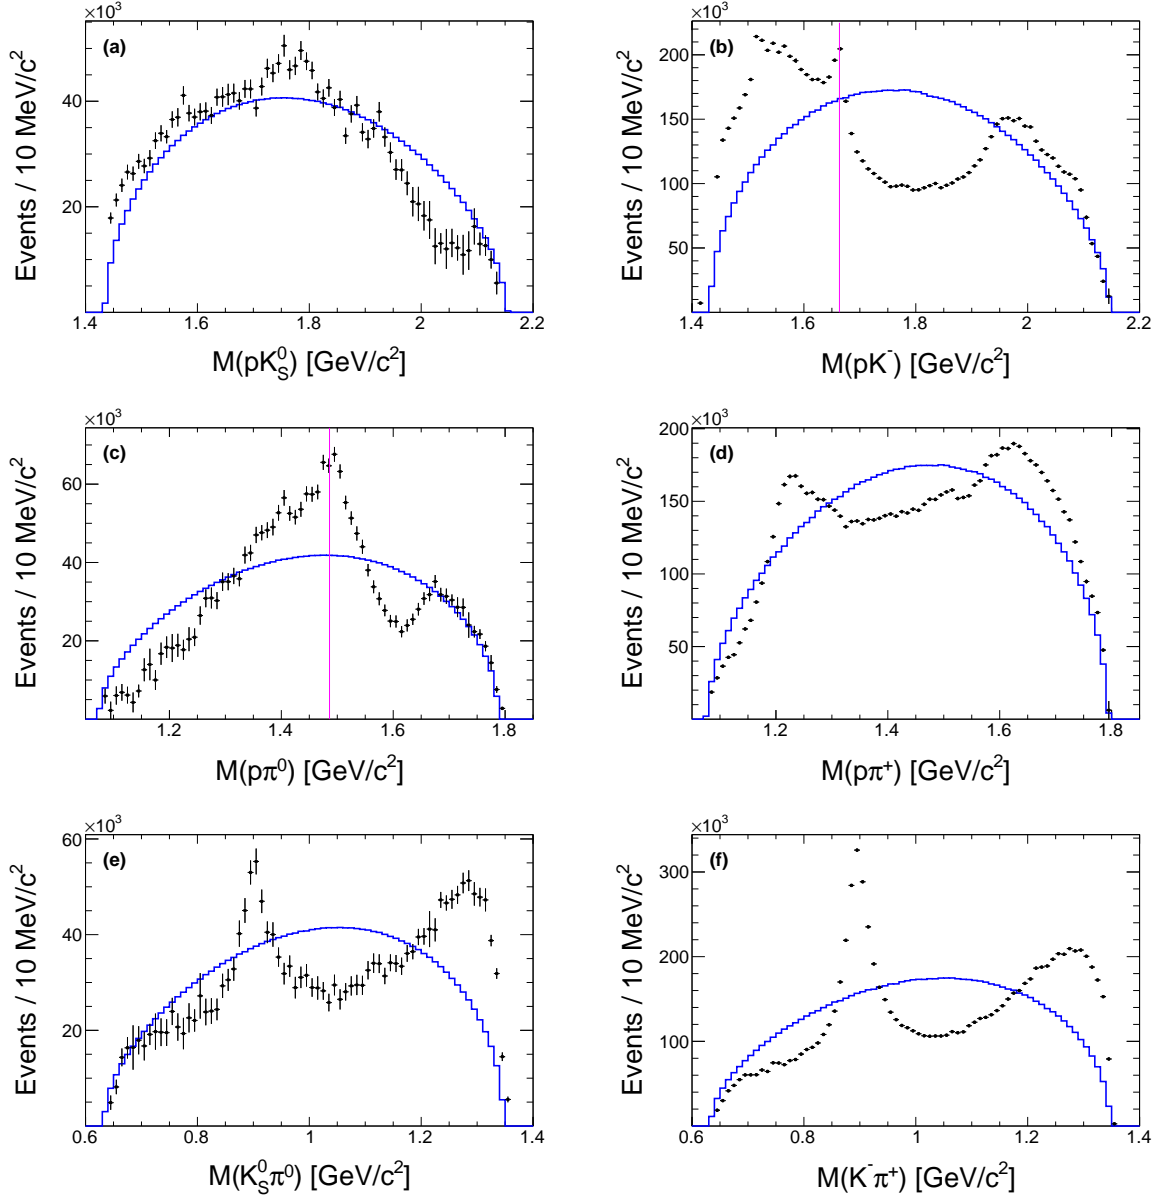 ×10³
(a)
60
40
20
Events / 10 MeV/c²
1.4 1.6 1.8 2 2.2
M(pK⁰S) [GeV/c²]
×10³
(b)
200
150
100
50
Events / 10 MeV/c²
1.4 1.6 1.8 2 2.2
M(pK⁻) [GeV/c²]
×10³
(c)
60
40
20
Events / 10 MeV/c²
1.2 1.4 1.6 1.8
M(pπ⁰) [GeV/c²]
×10³
(d)
200
150
100
50
Events / 10 MeV/c²
1.2 1.4 1.6 1.8
M(pπ⁺) [GeV/c²]
×10³
(e)
60
40
20
Events / 10 MeV/c²
0.6 0.8 1 1.2 1.4
M(K⁰Sπ⁰) [GeV/c²]
×10³
(f)
300
200
100
Events / 10 MeV/c²
0.6 0.8 1 1.2 1.4
M(K⁻π⁺) [GeV/c²]